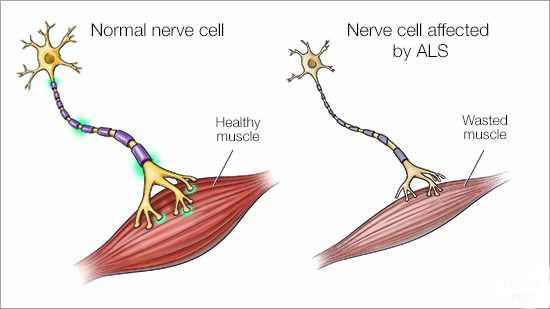 Normal nerve cell
Nerve cell affected
by ALS
Healthy
muscle
Wasted
muscle